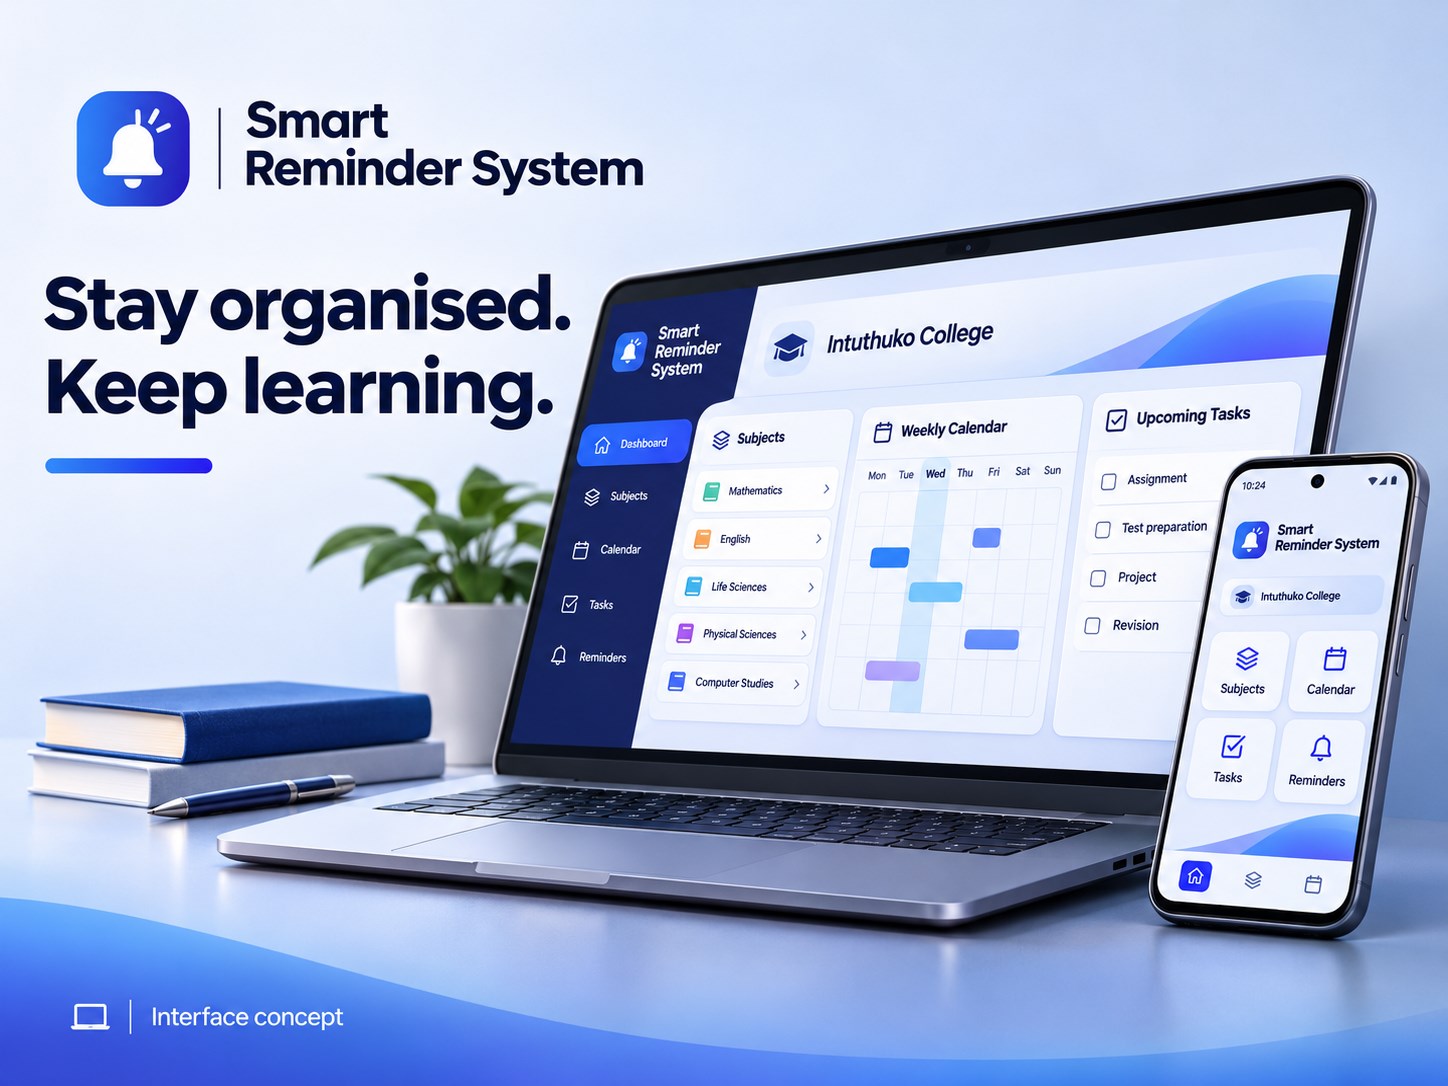 Smart
Reminder System
Stay organised.
Keep learning.
Smart
Reminder
System
Intuthuko College
Dashboard
Subjects
Calendar
Tasks
Reminders
Subjects
Mathematics
English
Life Sciences
Physical Sciences
Computer Studies
Weekly Calendar
Mon Tue Wed Thu Fri Sat Sun
Upcoming Tasks
Assignment
Test preparation
Project
Revision
10:24
Smart
Reminder System
Intuthuko College
Subjects
Calendar
Tasks
Reminders
Interface concept